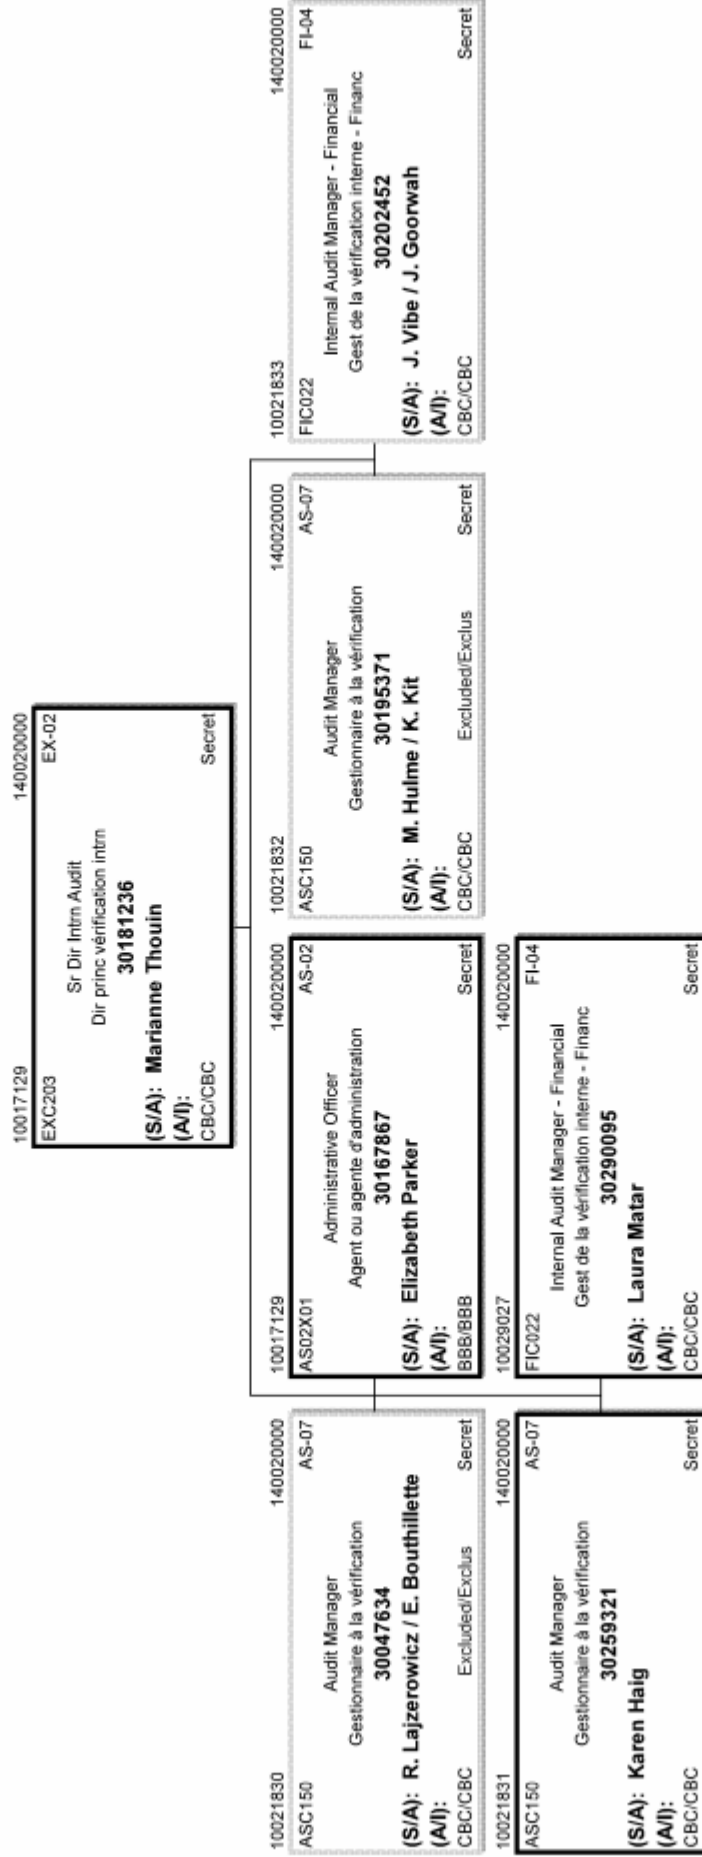 10017129 140020000
EXC203 EX-02
Sr Dir Intrn Audit
Dir princ vérification intrn
30181236
(S/A): Marianne Thouin
(A/I):
CBC/CBC Secret
10021830 140020000
ASC150 AS-07
Audit Manager
Gestionnaire à la vérification
30047634
(S/A): R. Lajzerowicz / E. Bouthillette
(A/I):
CBC/CBC Excluded/Exclus Secret
10017129 140020000
AS02X01 AS-02
Administrative Officer
Agent ou agente d'administration
30167867
(S/A): Elizabeth Parker
(A/I):
BBB/BBB Secret
10021832 140020000
ASC150 AS-07
Audit Manager
Gestionnaire à la vérification
30195371
(S/A): M. Hulme / K. Kit
(A/I):
CBC/CBC Excluded/Exclus Secret
10021833 140020000
FIC022 FI-04
Internal Audit Manager - Financial
Gest de la vérification interne - Financ
30202452
(S/A): J. Vibe / J. Goorwah
(A/I):
CBC/CBC Secret
10021831 140020000
ASC150 AS-07
Audit Manager
Gestionnaire à la vérification
30259321
(S/A): Karen Haig
(A/I):
CBC/CBC Secret
10029027 140020000
FIC022 FI-04
Internal Audit Manager - Financial
Gest de la vérification interne - Financ
30290095
(S/A): Laura Matar
(A/I):
CBC/CBC Secret